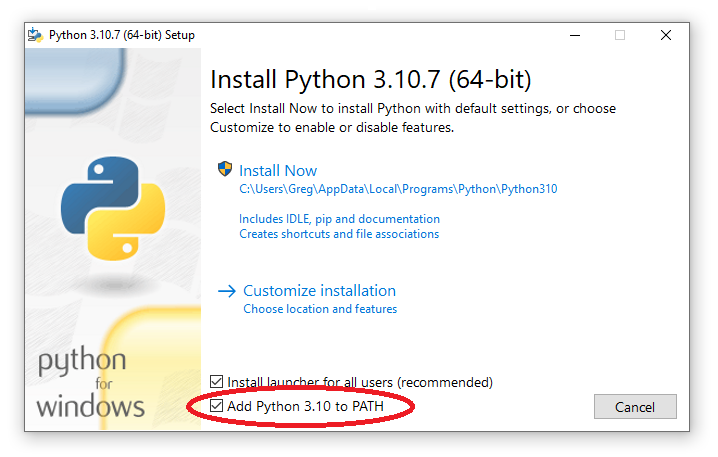 Python 3.10.7 (64-bit) Setup
Install Python 3.10.7 (64-bit)
Select Install Now to install Python with default settings, or choose
Customize to enable or disable features.
Install Now
C:\Users\Greg\AppData\Local\Programs\Python\Python310
Includes IDLE, pip and documentation
Creates shortcuts and file associations
Customize installation
Choose location and features
python
for
windows
Install launcher for all users (recommended)
Add Python 3.10 to PATH
Cancel